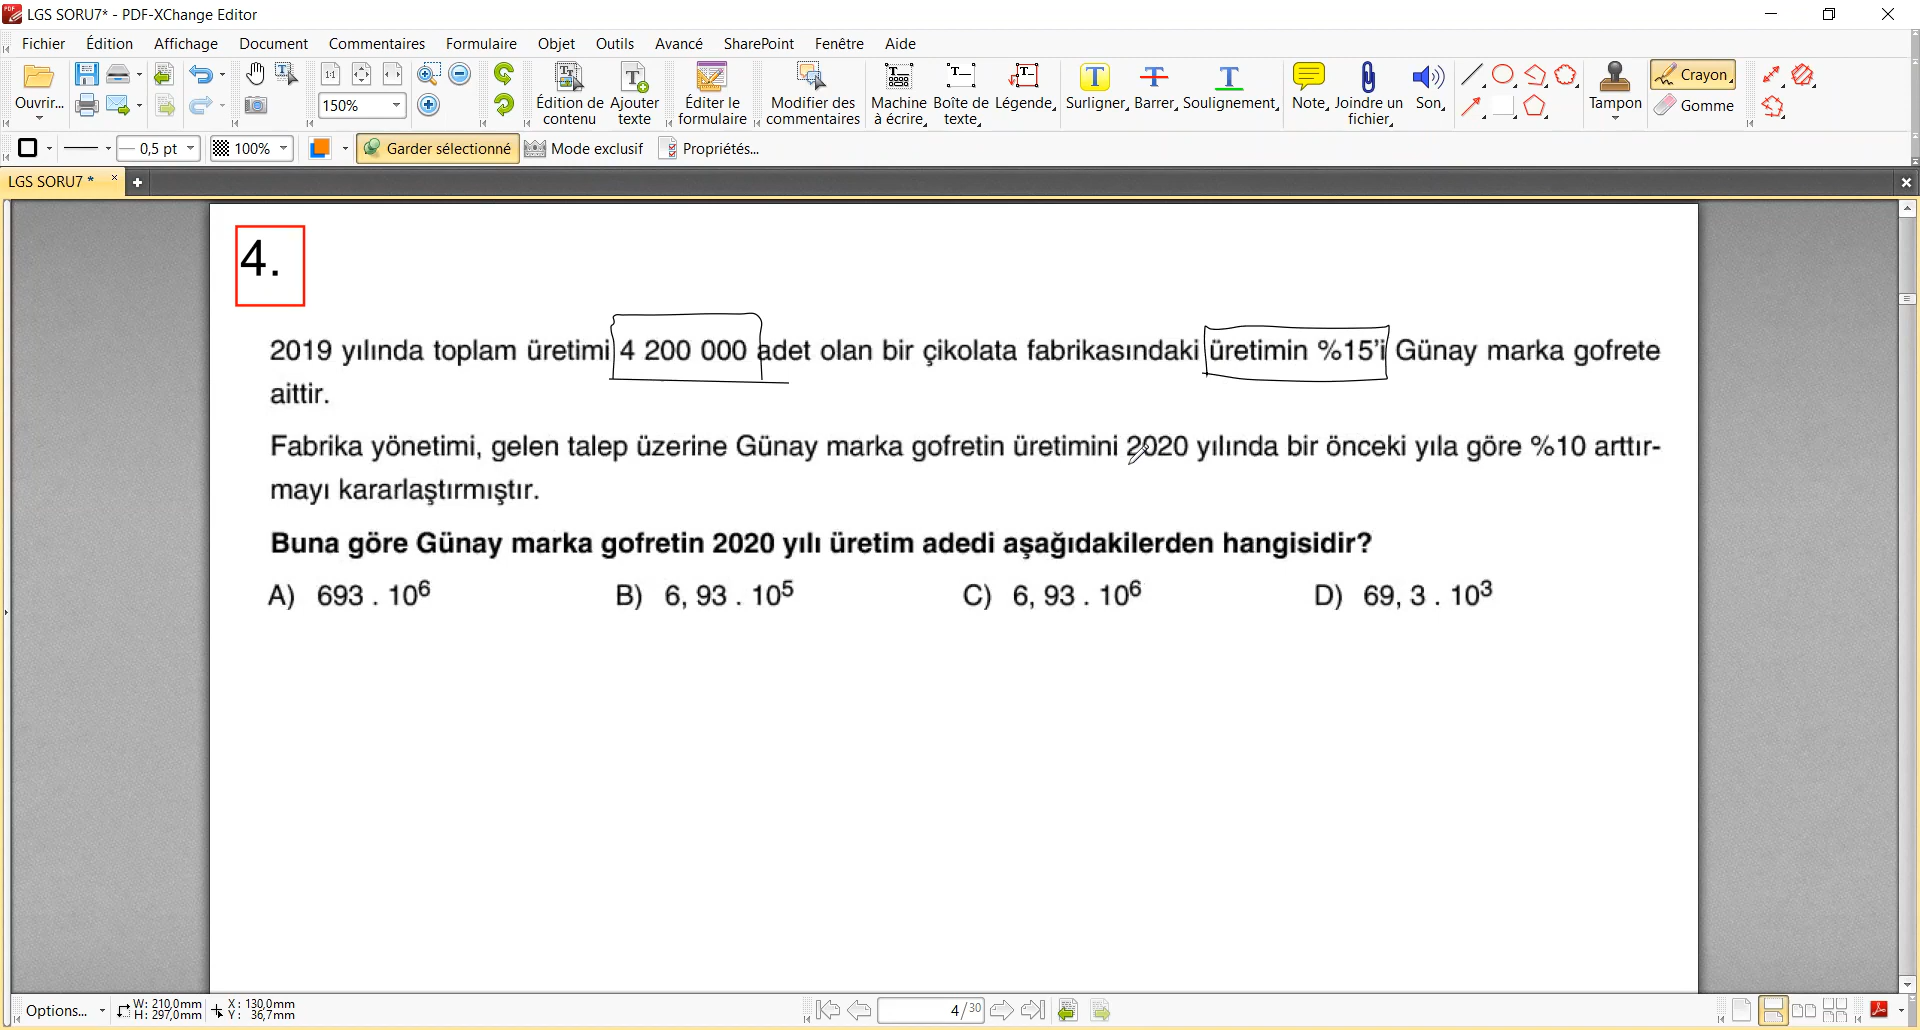 LGS SORU7* - PDF-XChange Editor
Fichier Édition Affichage Document Commentaires Formulaire Objet Outils Avancé SharePoint Fenêtre Aide
Ouvrir... 1:1 150% Édition de contenu Ajouter texte Éditer le formulaire Modifier des commentaires Machine à écrire Boîte de texte Légende Surligner Barrer Soulignement Note Joindre un fichier Son Tampon Crayon Gomme
0,5 pt 100% Garder sélectionné Mode exclusif Propriétés...
LGS SORU7 *
4.
2019 yılında toplam üretimi 4 200 000 adet olan bir çikolata fabrikasındaki üretimin %15'i Günay marka gofrete
aittir.
Fabrika yönetimi, gelen talep üzerine Günay marka gofretin üretimini 2020 yılında bir önceki yıla göre %10 arttır-
mayı kararlaştırmıştır.
Buna göre Günay marka gofretin 2020 yılı üretim adedi aşağıdakilerden hangisidir?
A) 693 . 10⁶ B) 6, 93 . 10⁵ C) 6, 93 . 10⁶ D) 69, 3 . 10³
Options... W: 210,0mm H: 297,0mm X: 130,0mm Y: 36,7mm 4/30